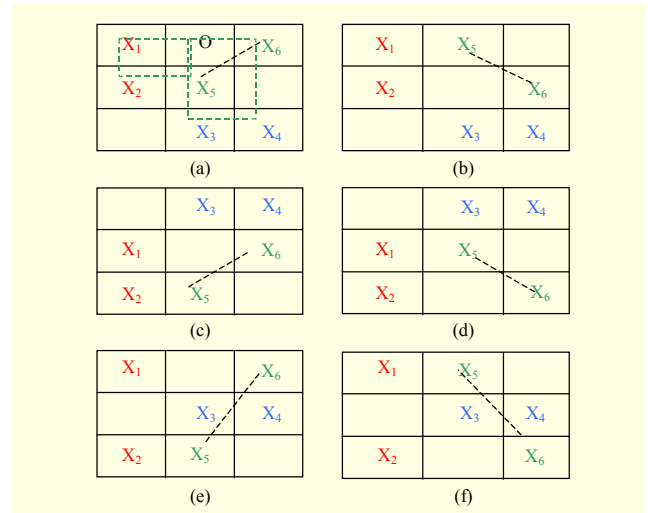 X₁ O X₆
X₂ X₅
X₃ X₄
(a)
X₁ X₅
X₂ X₆
X₃ X₄
(b)
X₃ X₄
X₁ X₆
X₂ X₅
(c)
X₃ X₄
X₁ X₅
X₂ X₆
(d)
X₁ X₆
X₃ X₄
X₂ X₅
(e)
X₁ X₅
X₃ X₄
X₂ X₆
(f)